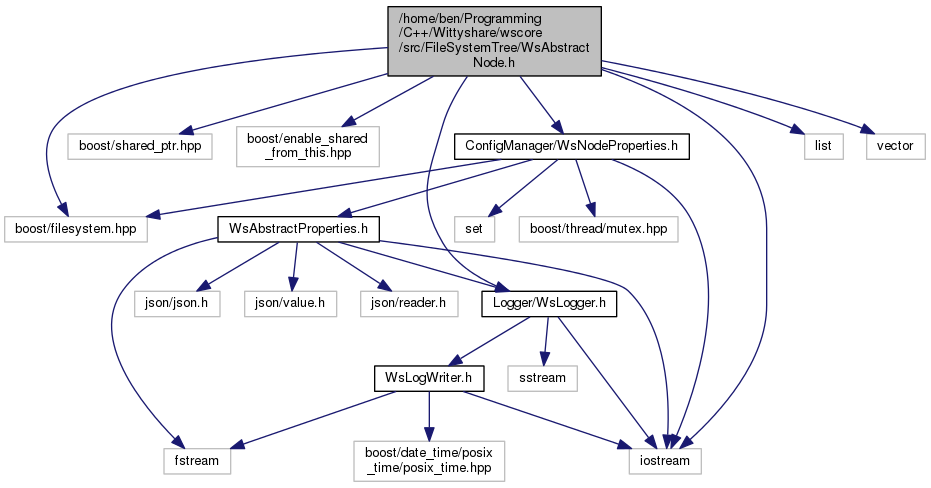 /home/ben/Programming
/C++/Wittyshare/wscore
/src/FileSystemTree/WsAbstract
Node.h
boost/shared_ptr.hpp
boost/enable_shared
_from_this.hpp
ConfigManager/WsNodeProperties.h
list
vector
boost/filesystem.hpp
WsAbstractProperties.h
set
boost/thread/mutex.hpp
json/json.h
json/value.h
json/reader.h
Logger/WsLogger.h
WsLogWriter.h
sstream
fstream
boost/date_time/posix
_time/posix_time.hpp
iostream